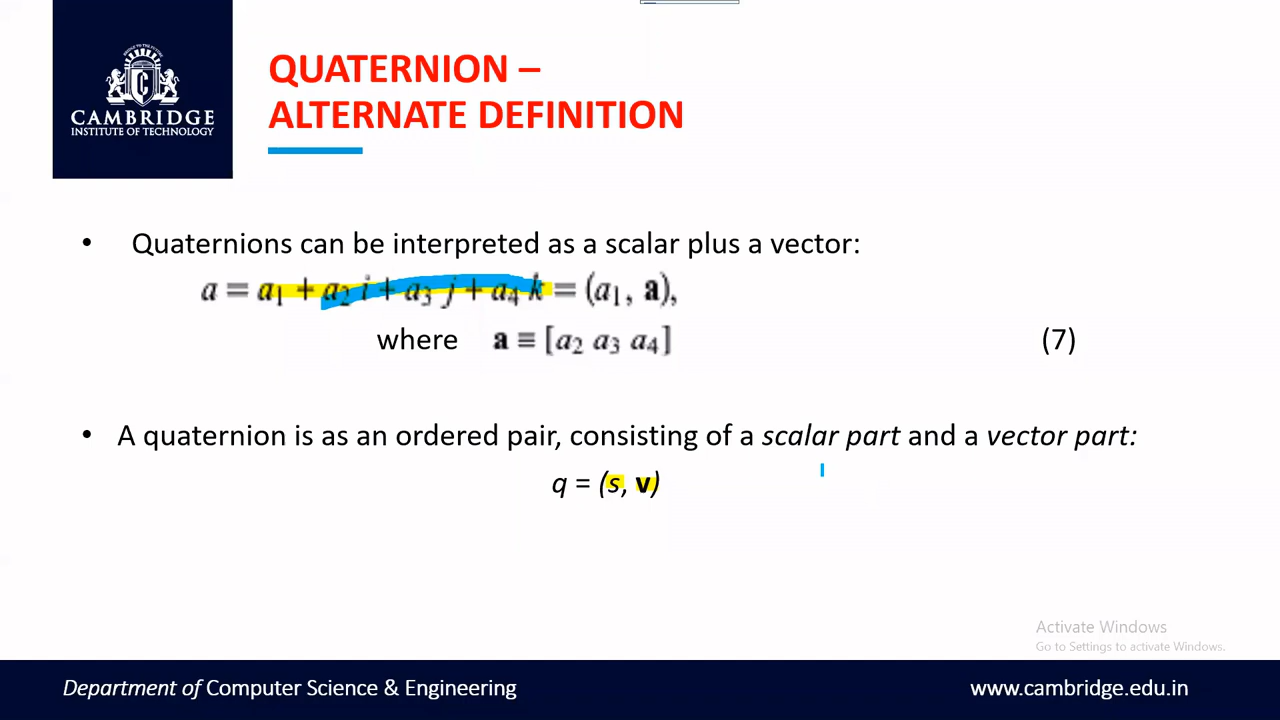 CAMBRIDGE
INSTITUTE OF TECHNOLOGY
QUATERNION –
ALTERNATE DEFINITION
• Quaternions can be interpreted as a scalar plus a vector:
a = a₁ + a₂ i + a₃ j + a₄ k = (a₁, a),
where a ≡ [a₂ a₃ a₄] (7)
• A quaternion is as an ordered pair, consisting of a scalar part and a vector part:
q = (s, v)
Activate Windows
Go to Settings to activate Windows.
Department of Computer Science & Engineering www.cambridge.edu.in